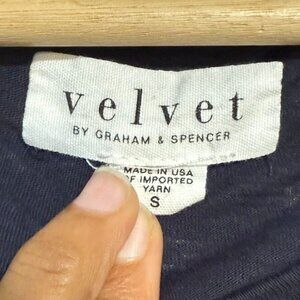 velvet
BY GRAHAM & SPENCER
MADE IN USA
OF IMPORTED
YARN
S